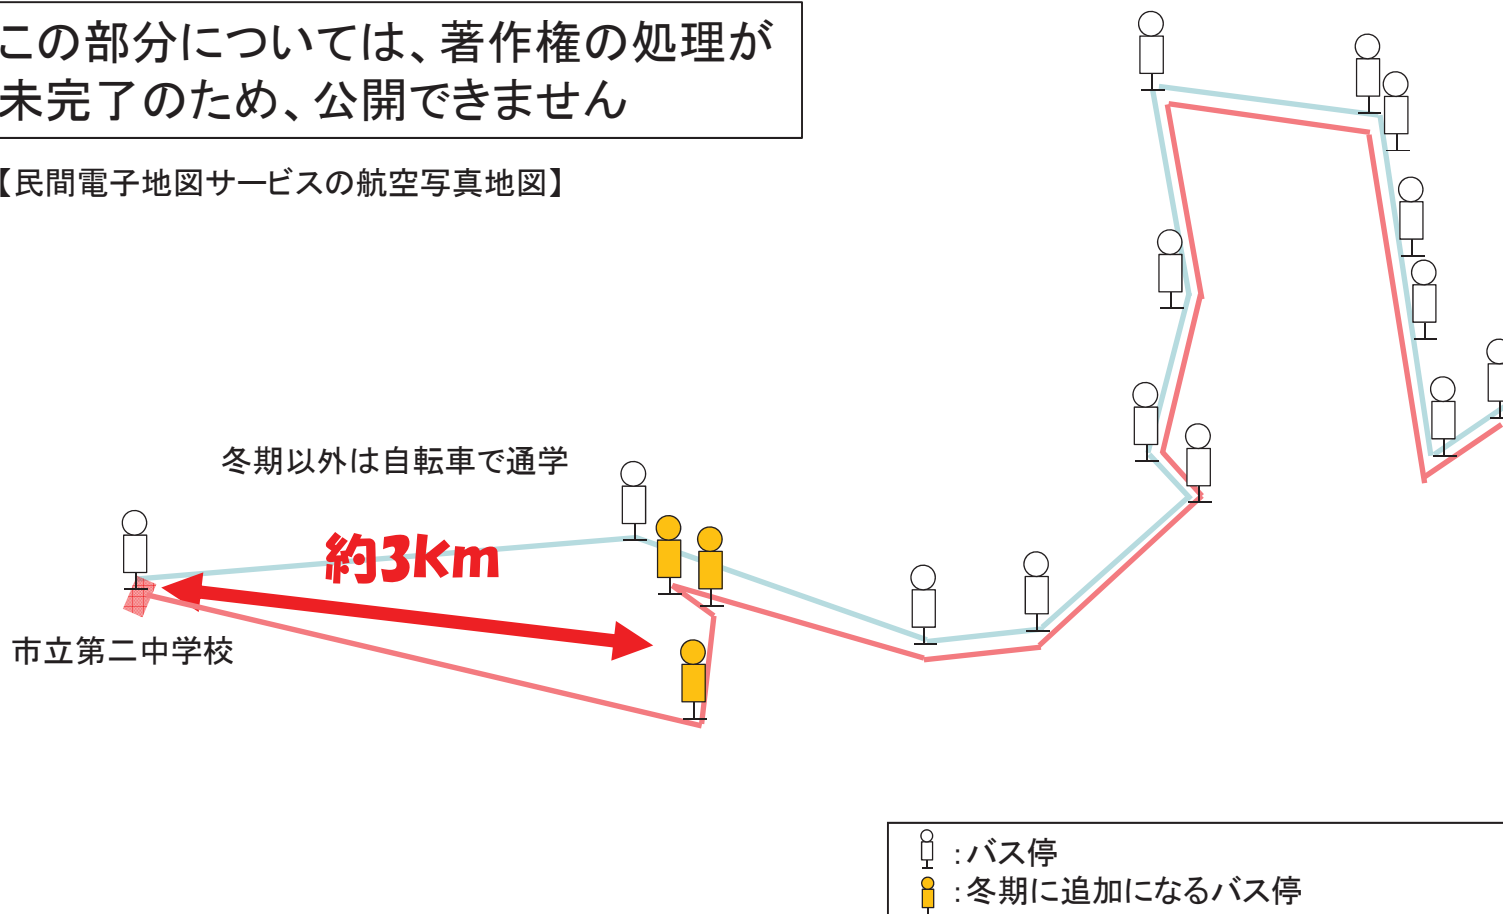 この部分については、著作権の処理が
未完了のため、公開できません
【民間電子地図サービスの航空写真地図】
冬期以外は自転車で通学
約3km
市立第二中学校
：バス停
：冬期に追加になるバス停